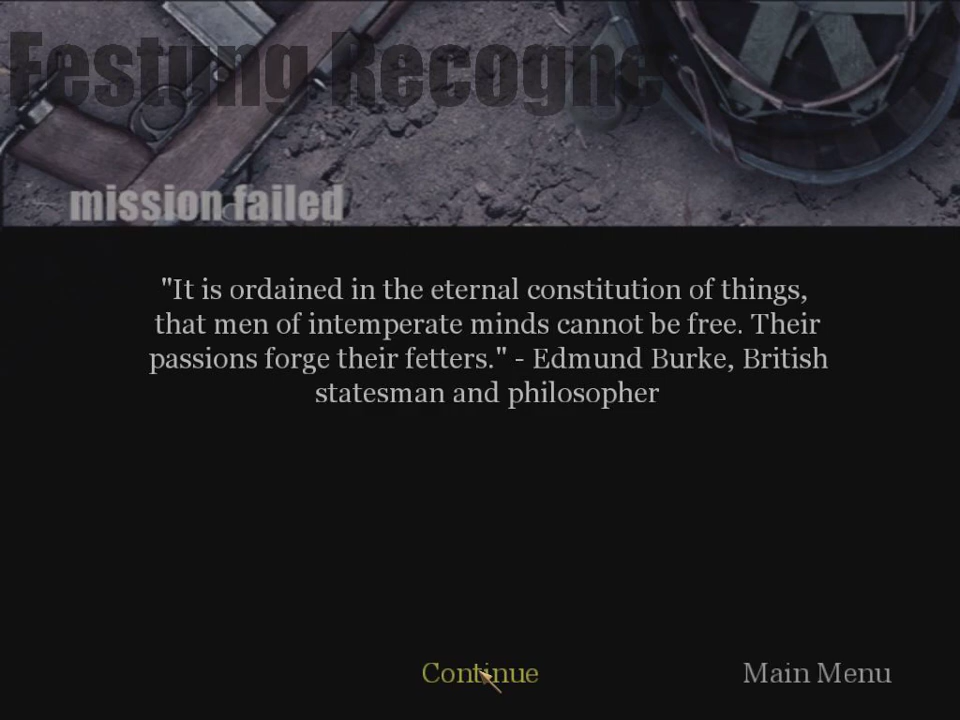 Festung Recogne
mission failed
"It is ordained in the eternal constitution of things,
that men of intemperate minds cannot be free. Their
passions forge their fetters." - Edmund Burke, British
statesman and philosopher
Continue
Main Menu